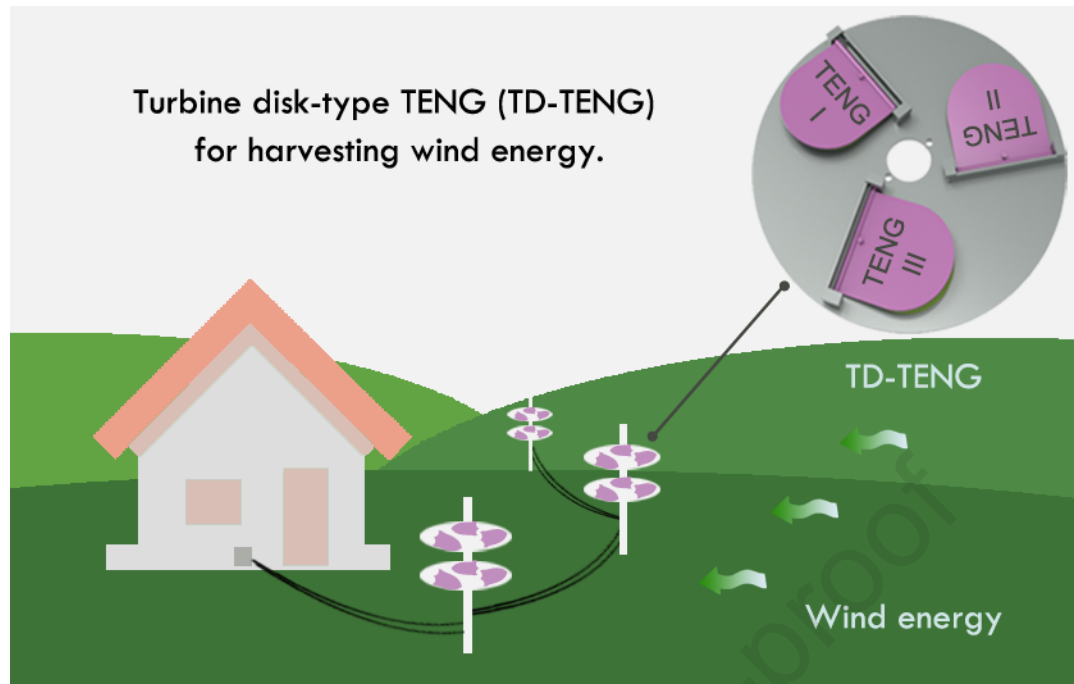 Turbine disk-type TENG (TD-TENG)
for harvesting wind energy.
TENG
I
TENG
II
TENG
III
TD-TENG
Wind energy
proof